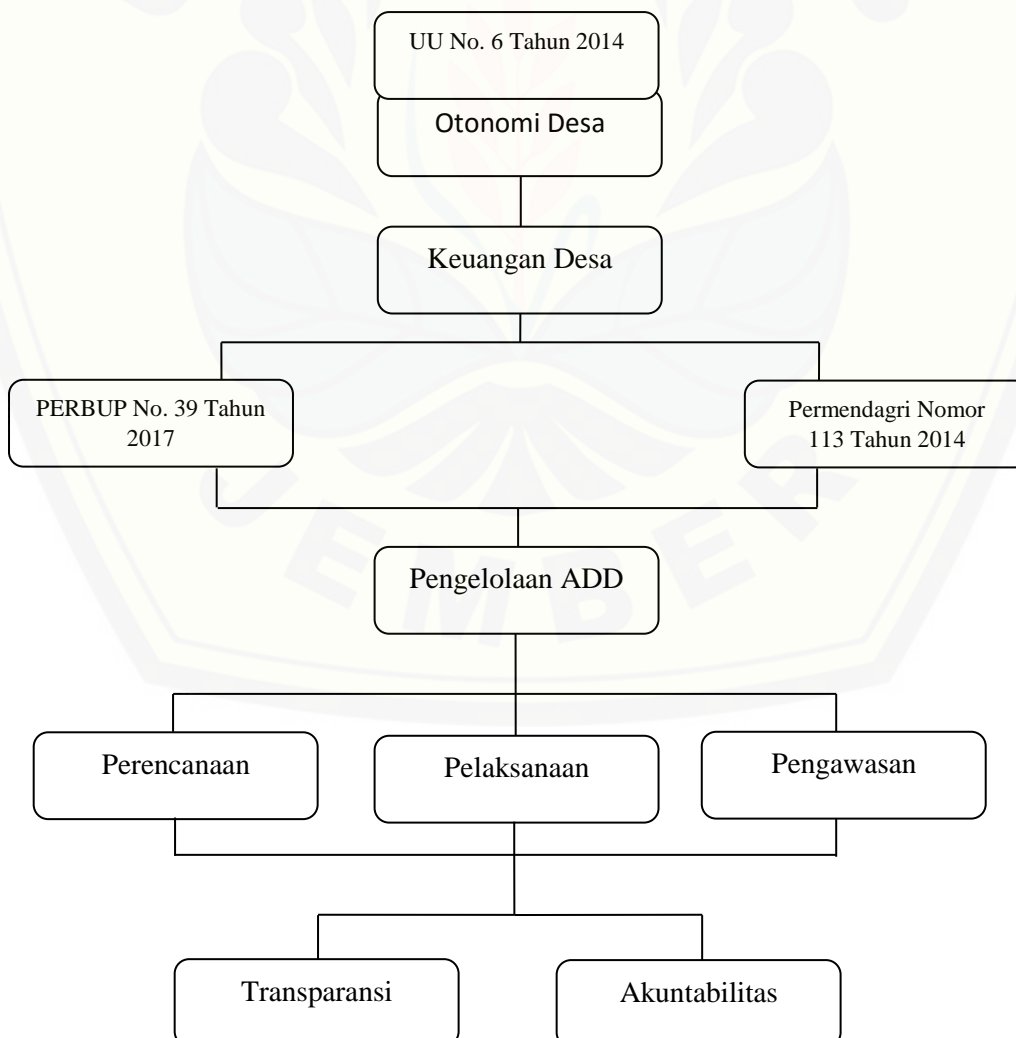 UU No. 6 Tahun 2014
Otonomi Desa
Keuangan Desa
PERBUP No. 39 Tahun
2017
Permendagri Nomor
113 Tahun 2014
JEMBER
Pengelolaan ADD
Perencanaan
Pelaksanaan
Pengawasan
Transparansi
Akuntabilitas